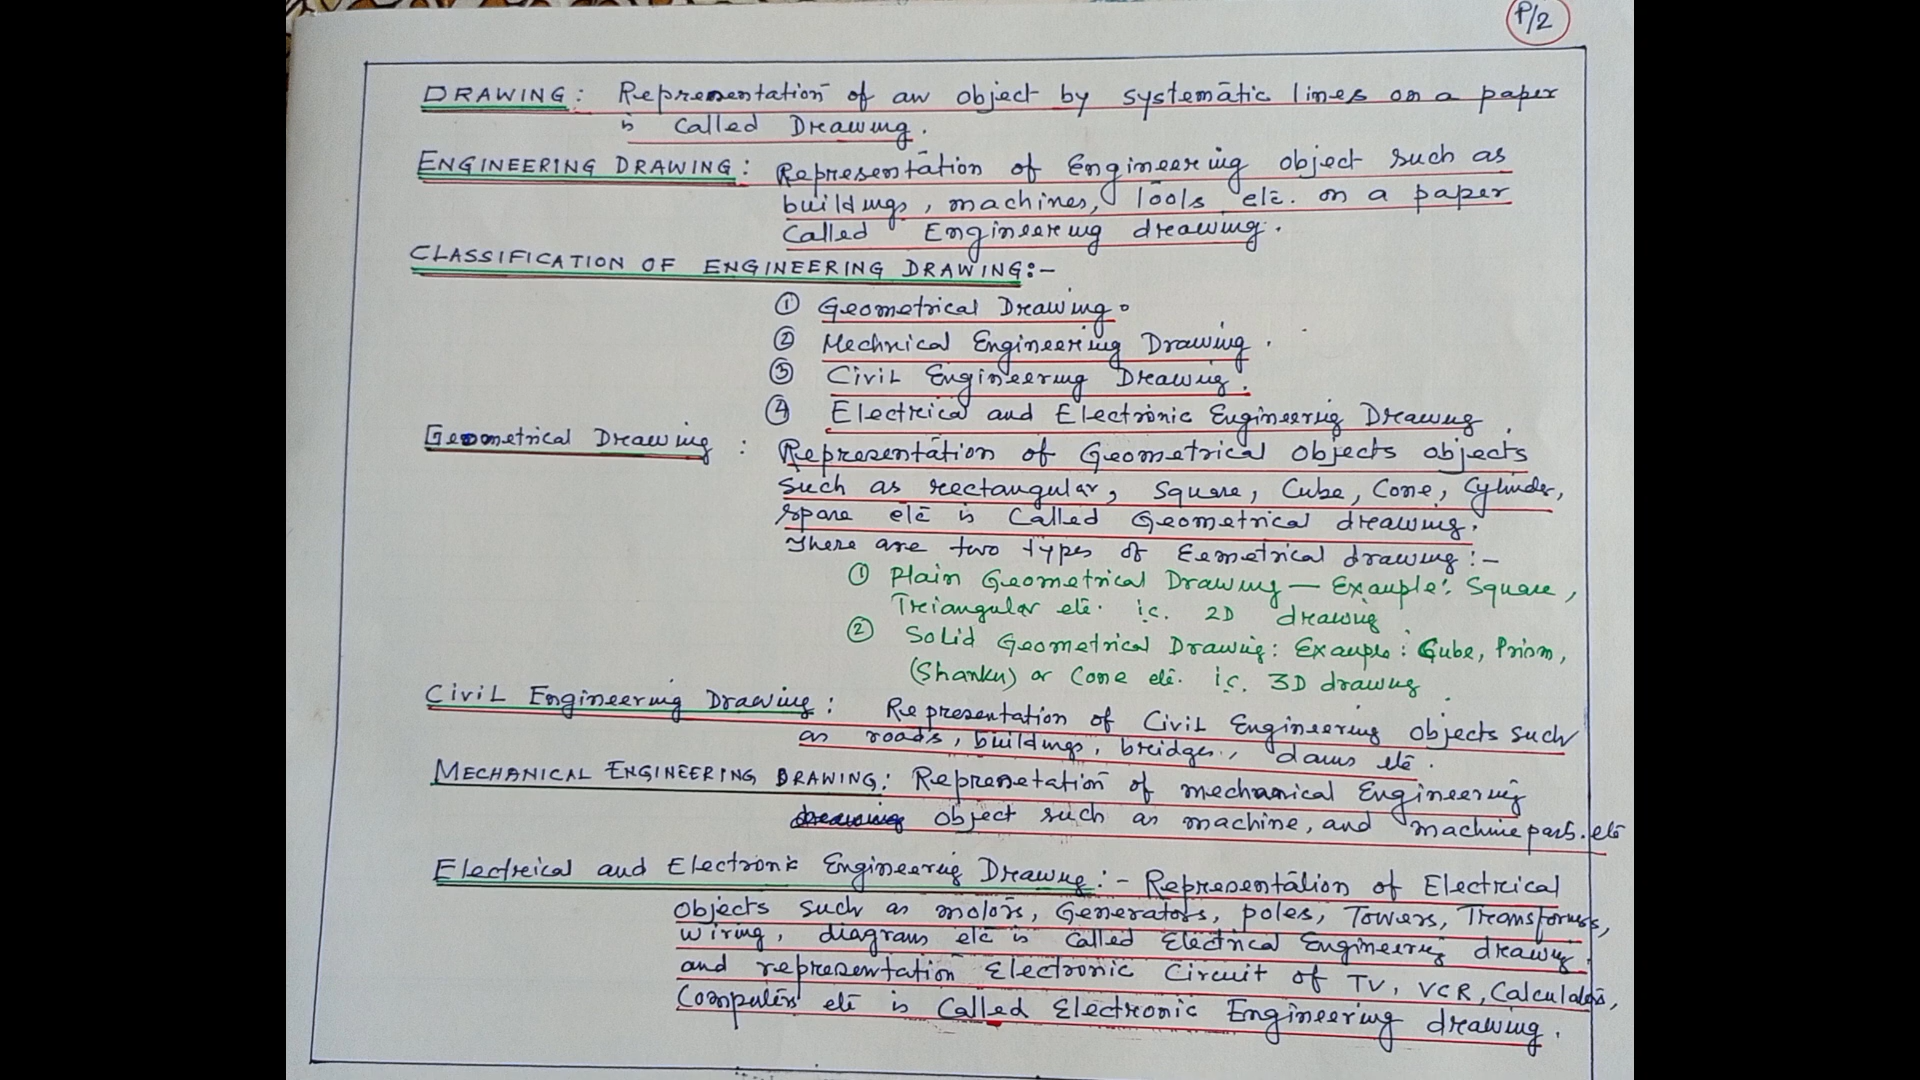 P/2
DRAWING: Representation of an object by systematic lines on a paper
is called Drawing.
ENGINEERING DRAWING: Representation of Engineering object such as
buildings, machines, tools etc. on a paper
called Engineering drawing.
CLASSIFICATION OF ENGINEERING DRAWING:-
① Geometrical Drawing.
② Mechnical Engineering Drawing.
③ Civil Engineering Drawing.
④ Electrical and Electronic Engineering Drawing
Geometrical Drawing : Representation of Geometrical objects objects
such as rectangular, Square, Cube, Cone, Cylinder,
spare etc is called Geometrical drawing.
There are two types of Eemetrical drawing:-
① Plain Geometrical Drawing — Example: Square,
Triangular etc. i.e. 2D drawing
② Solid Geometrical Drawing: Example: Cube, Prism,
(Shanku) or Cone etc. i.e. 3D drawing
Civil Engineering Drawing: Representation of Civil Engineering objects such
as roads, buildings, bridges, dams etc.
MECHANICAL ENGINEERING DRAWING: Represetation of mechanical Engineering
drawing object such as machine, and machine parts. etc
Electrical and Electronic Engineering Drawing:- Representation of Electrical
objects such as motors, Generators, poles, Towers, Transformers,
wiring, diagram etc is called Electrical Engineering drawing.
and representation Electronic Circuit of TV, VCR, Calculators,
Computers etc is Called Electronic Engineering drawing.